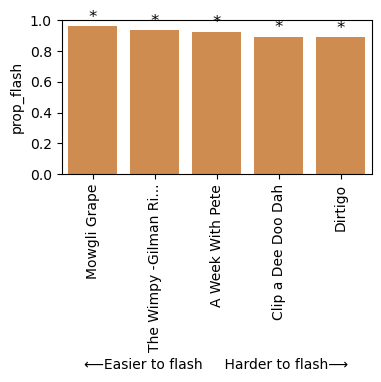 * * * * *
1.0
0.8
0.6
0.4
0.2
0.0
prop_flash
Mowgli Grape
The Wimpy -Gilman Ri...
A Week With Pete
Clip a Dee Doo Dah
Dirtigo
⟵Easier to flash     Harder to flash⟶